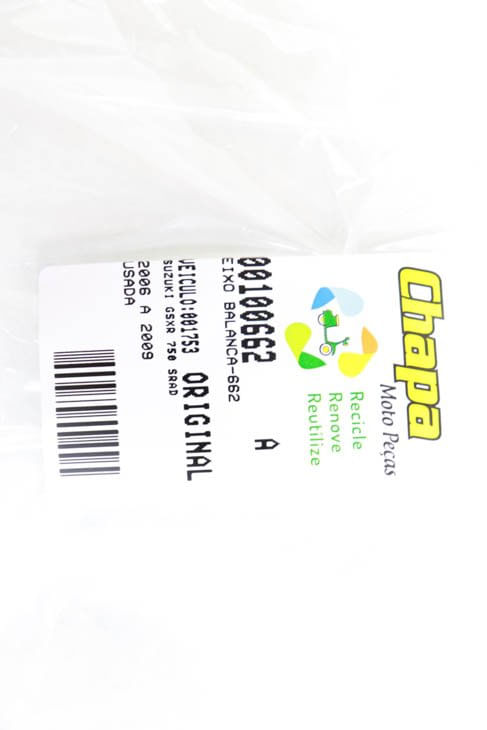 Chapa
Moto Peças
Recicle
Renove
Reutilize
00100662 A
EIXO BALANCA-662
VEICULO:001753 ORIGINAL
SUZUKI GSXR 750 SRAD
2006 A 2009
USADA